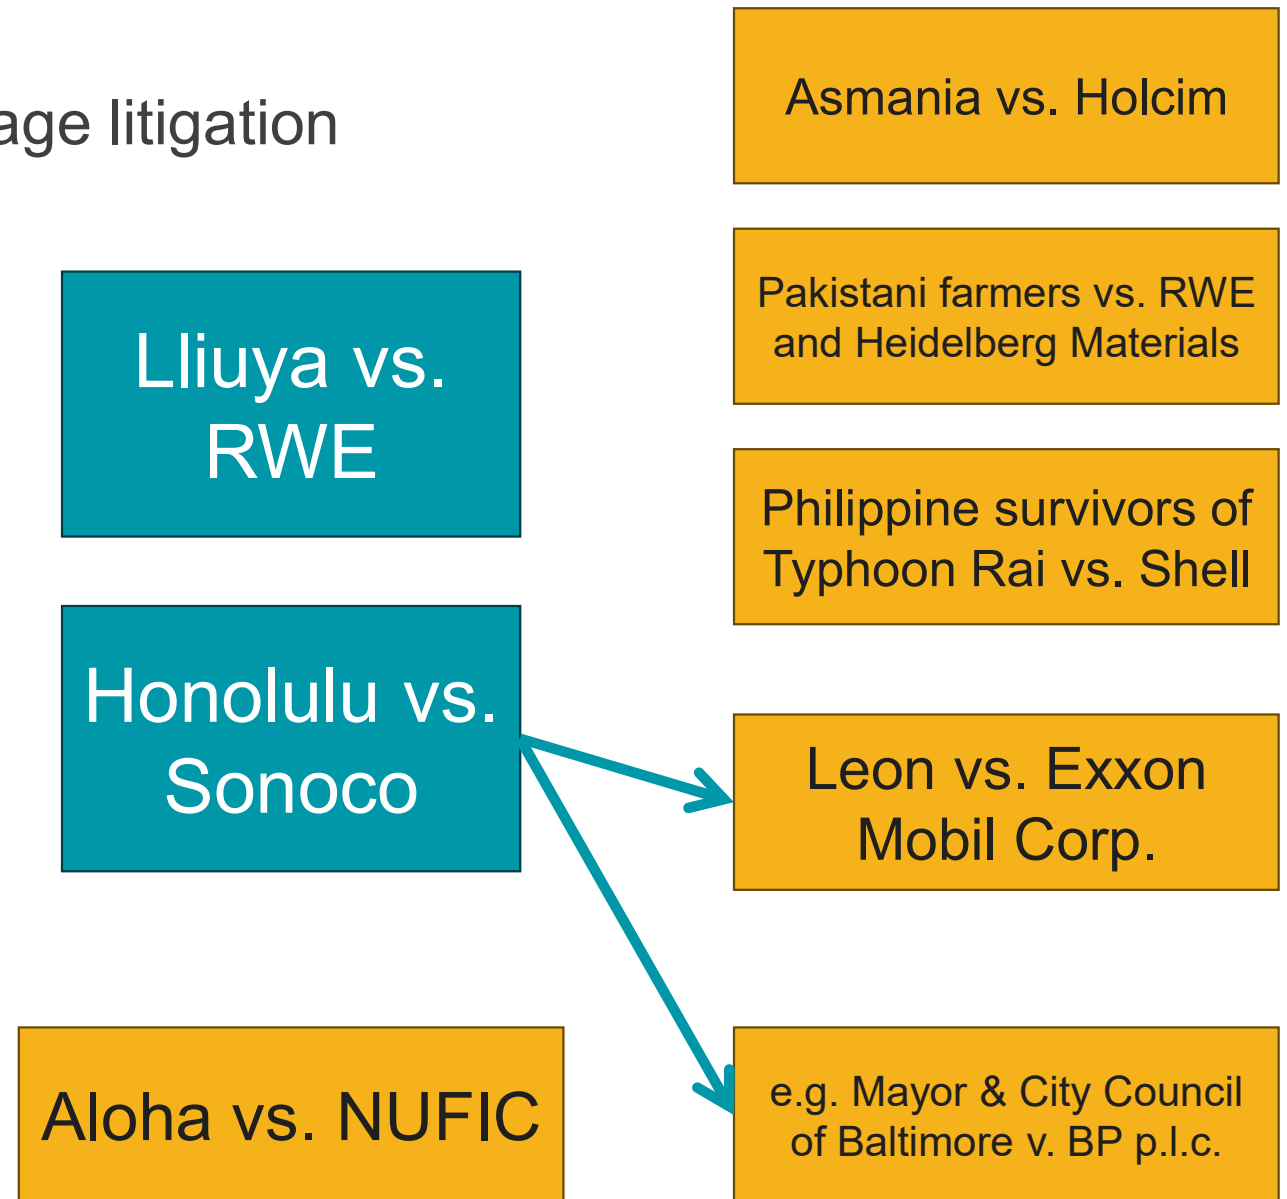 age litigation
Lliuya vs.
RWE
Honolulu vs.
Sonoco
Aloha vs. NUFIC
Asmania vs. Holcim
Pakistani farmers vs. RWE
and Heidelberg Materials
Philippine survivors of
Typhoon Rai vs. Shell
Leon vs. Exxon
Mobil Corp.
e.g. Mayor & City Council
of Baltimore v. BP p.l.c.